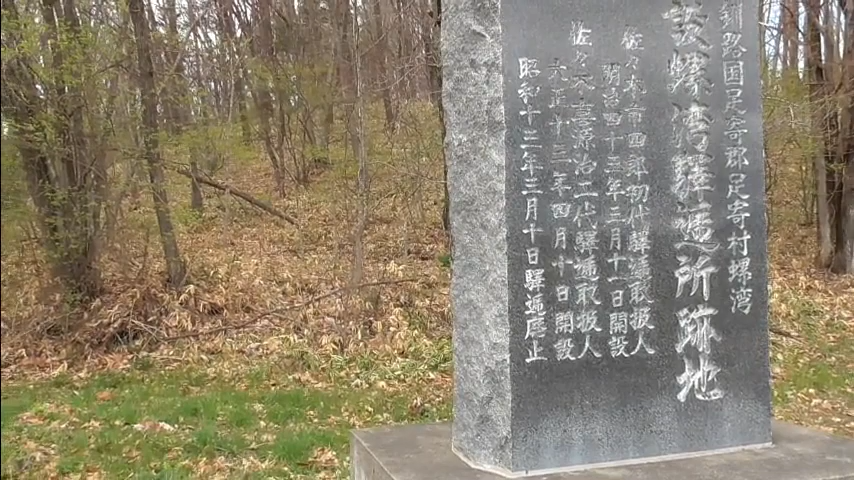 釧路国足寄郡足寄村螺湾
螺湾驛逓所跡地
佐々木市四郎初代驛逓取扱人
明治四十三年三月十一日開設
佐々木喜源治二代驛逓取扱人
大正十三年四月十日開設
昭和十二年三月十日驛逓廃止